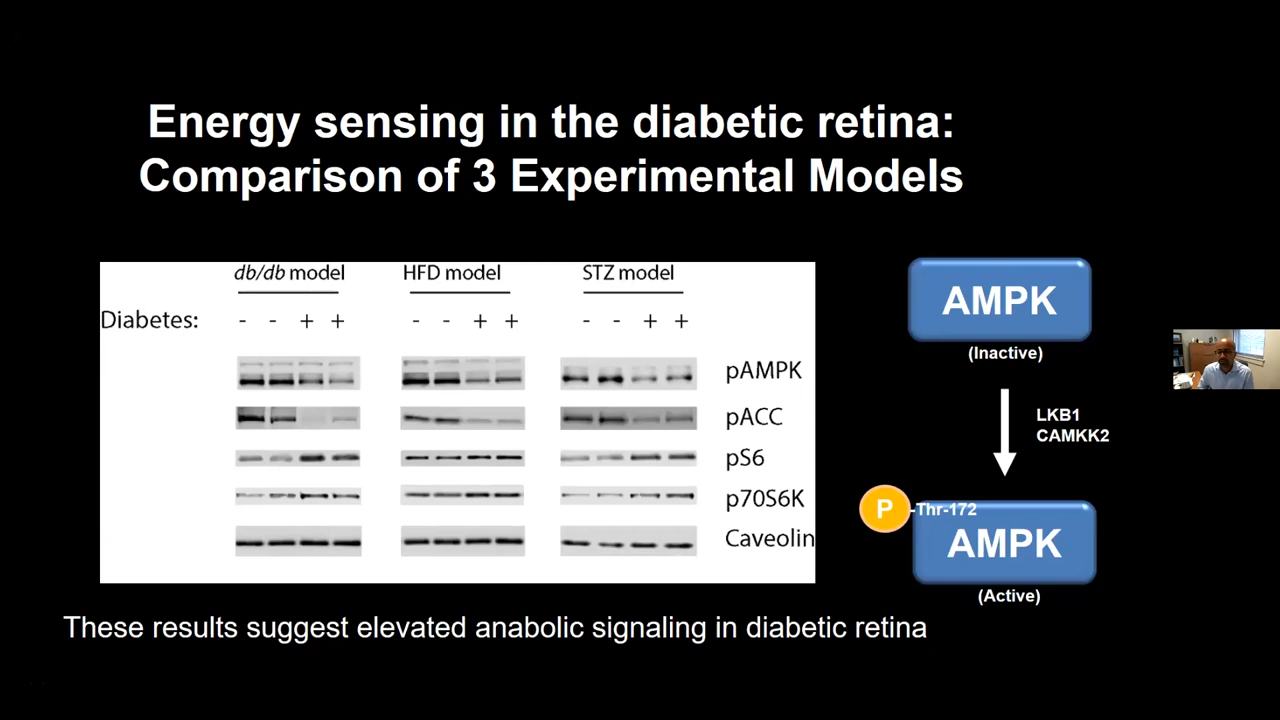 Energy sensing in the diabetic retina:
Comparison of 3 Experimental Models
db/db model HFD model STZ model
Diabetes: - - + + - - + + - - + +
pAMPK
pACC
pS6
p70S6K
Caveolin
AMPK
(Inactive)
LKB1
CAMKK2
P -Thr-172
AMPK
(Active)
These results suggest elevated anabolic signaling in diabetic retina